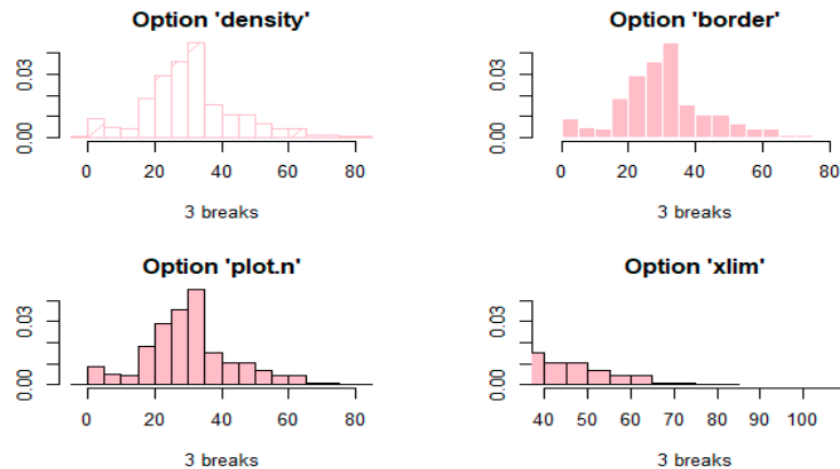 Option 'density'
0.03
0.00
0 20 40 60 80
3 breaks
Option 'border'
0.03
0.00
0 20 40 60 80
3 breaks
Option 'plot.n'
0.03
0.00
0 20 40 60 80
3 breaks
Option 'xlim'
0.03
0.00
40 50 60 70 80 90 100
3 breaks